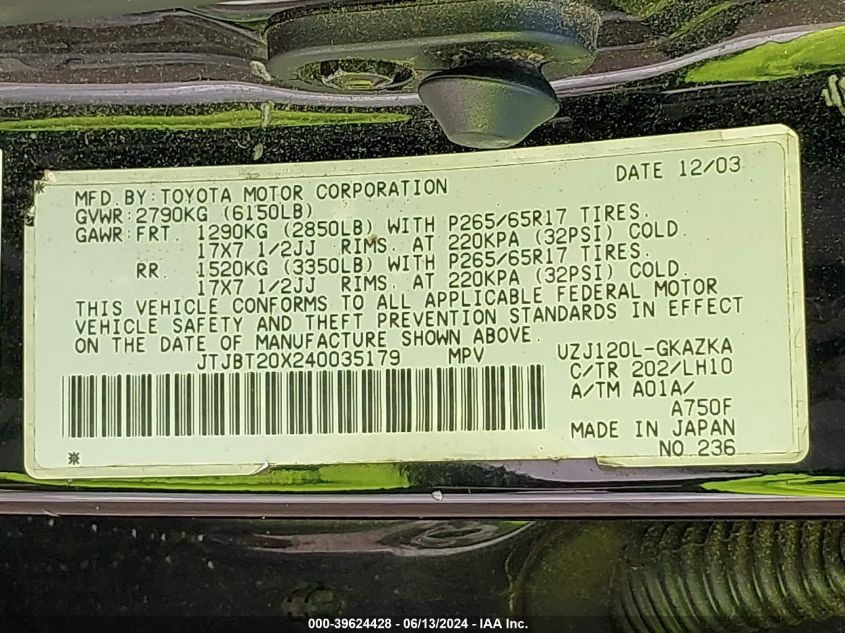 DATE 12/03
MFD.BY:TOYOTA MOTOR CORPORATION
GVWR:2790KG (6150LB)
GAWR:FRT. 1290KG (2850LB) WITH P265/65R17 TIRES.
17X7 1/2JJ RIMS. AT 220KPA (32PSI) COLD.
RR. 1520KG (3350LB) WITH P265/65R17 TIRES.
17X7 1/2JJ RIMS. AT 220KPA (32PSI) COLD.
THIS VEHICLE CONFORMS TO ALL APPLICABLE FEDERAL MOTOR
VEHICLE SAFETY AND THEFT PREVENTION STANDARDS IN EFFECT
ON THE DATE OF MANUFACTURE SHOWN ABOVE.
JTJBT20X240035179 MPV UZJ120L-GKAZKA
C/TR 202/LH10
A/TM A01A/
A750F
MADE IN JAPAN
NO.236
000-39624428 - 06/13/2024 - IAA Inc.